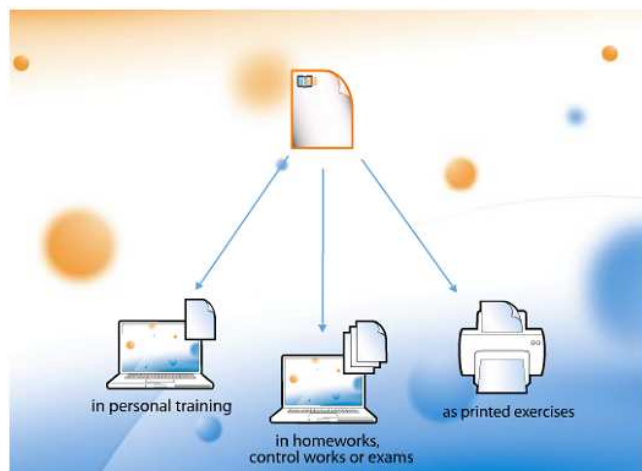 in personal training
in homeworks,
control works or exams
as printed exercises